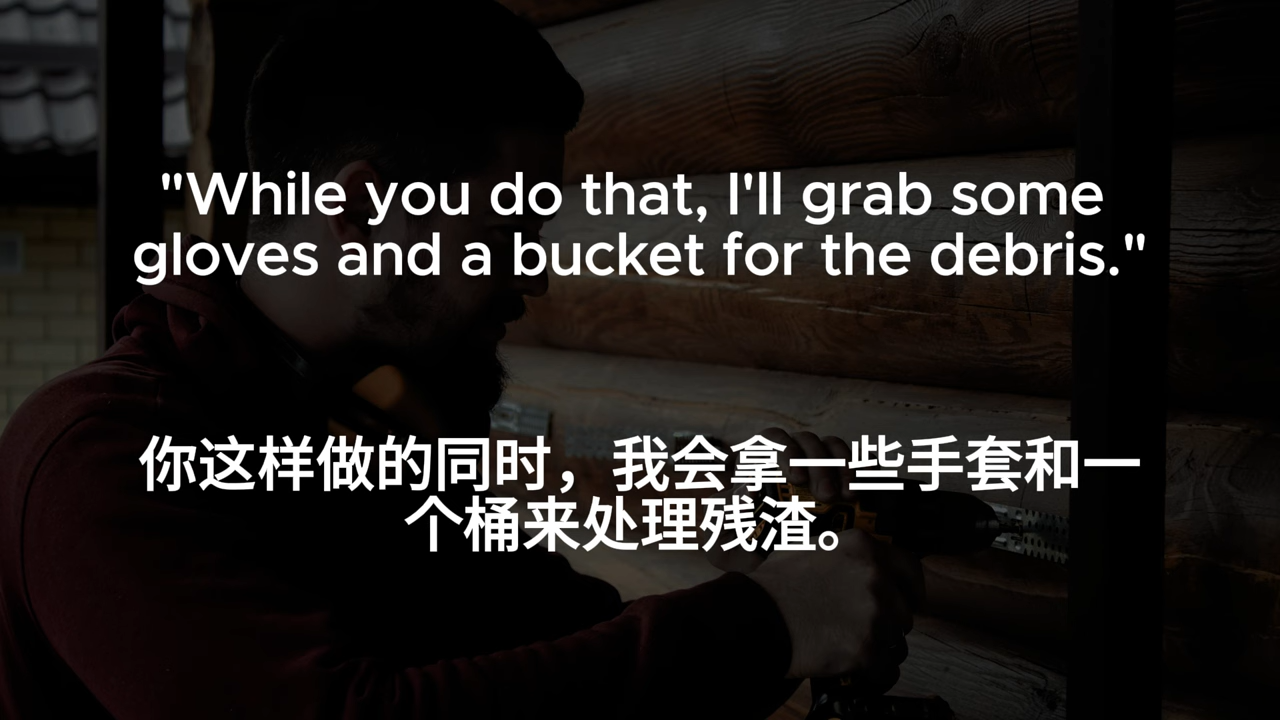 "While you do that, I'll grab some
gloves and a bucket for the debris."
你这样做的同时，我会拿一些手套和一
个桶来处理残渣。